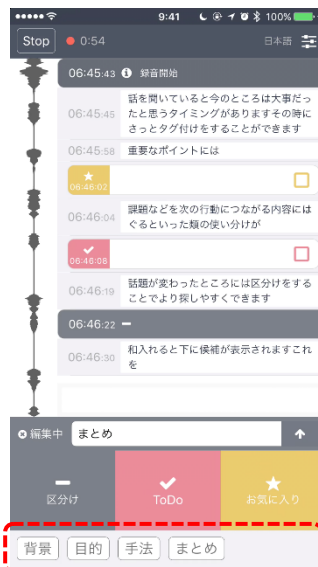 9:41
100%
Stop
0:54
日本語
06:45:43 録音開始
話を聞いていると今のところは大事だっ
06:45:45
たと思うタイミングがありますその時に
さっとタグ付けをすることができます
06:45:58 重要なポイントには
06:46:02
課題などを次の行動につながる内容には
06:46:04
ぐるといった類の使い分けが
06:46:08
話題が変わったところには区分けをする
06:46:19
ことでより探しやすくできます
06:46:22
和入れると下に候補が表示されますこれ
06:46:30
を
編集中 まとめ
区分け ToDo お気に入り
背景 目的 手法 まとめ